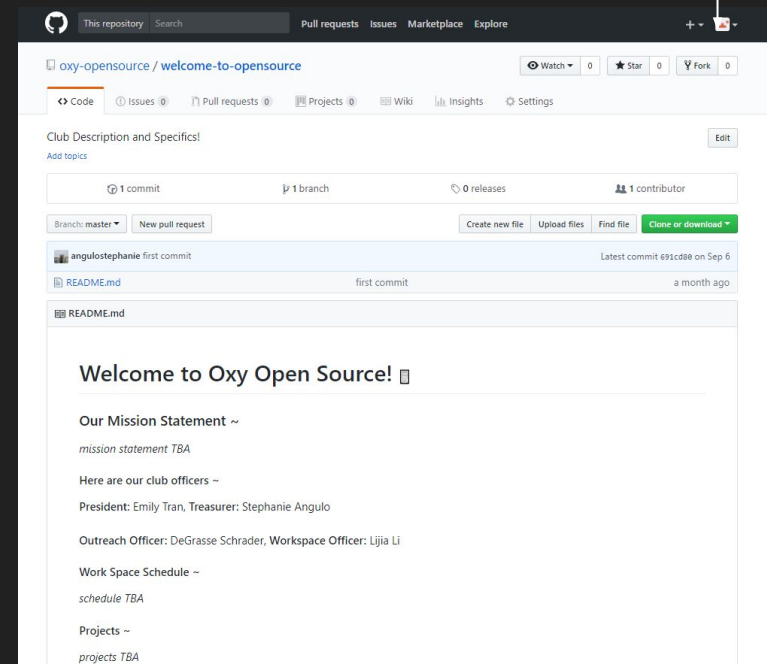 This repository Search Pull requests Issues Marketplace Explore
oxy-opensource / welcome-to-opensource Watch 0 Star 0 Fork 0
Code Issues 0 Pull requests 0 Projects 0 Wiki Insights Settings
Club Description and Specifics! Edit
Add topics
1 commit 1 branch 0 releases 1 contributor
Branch: master New pull request Create new file Upload files Find file Clone or download
angulostephanie first commit Latest commit 691cd80 on Sep 6
README.md first commit a month ago
README.md
Welcome to Oxy Open Source!
Our Mission Statement ~
mission statement TBA
Here are our club officers ~
President: Emily Tran, Treasurer: Stephanie Angulo
Outreach Officer: DeGrasse Schrader, Workspace Officer: Lijia Li
Work Space Schedule ~
schedule TBA
Projects ~
projects TBA